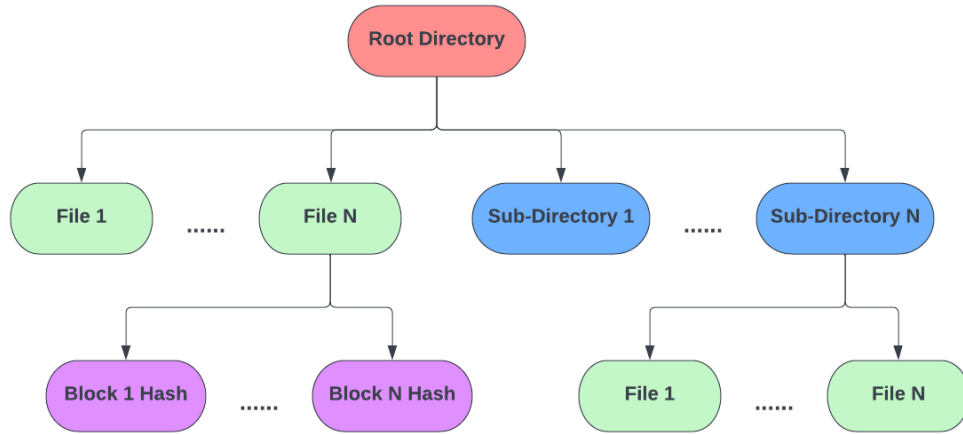 Root Directory
File 1
......
File N
Sub-Directory 1
......
Sub-Directory N
Block 1 Hash
......
Block N Hash
File 1
......
File N